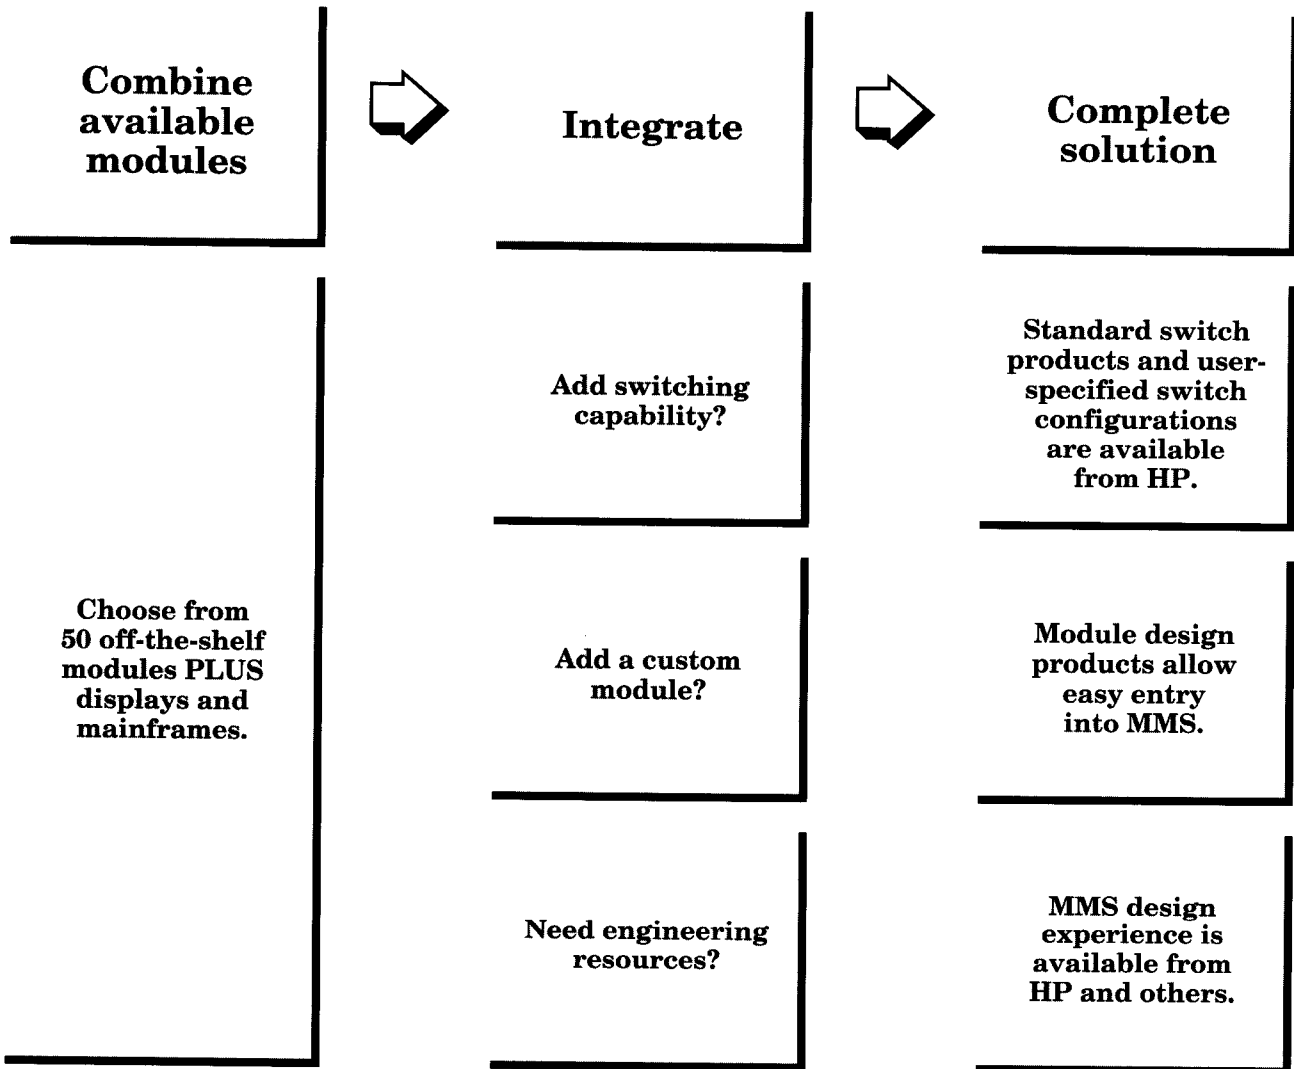 Combine
available
modules
Integrate
Complete
solution
Choose from
50 off-the-shelf
modules PLUS
displays and
mainframes.
Add switching
capability?
Standard switch
products and user-
specified switch
configurations
are available
from HP.
Add a custom
module?
Module design
products allow
easy entry
into MMS.
Need engineering
resources?
MMS design
experience is
available from
HP and others.